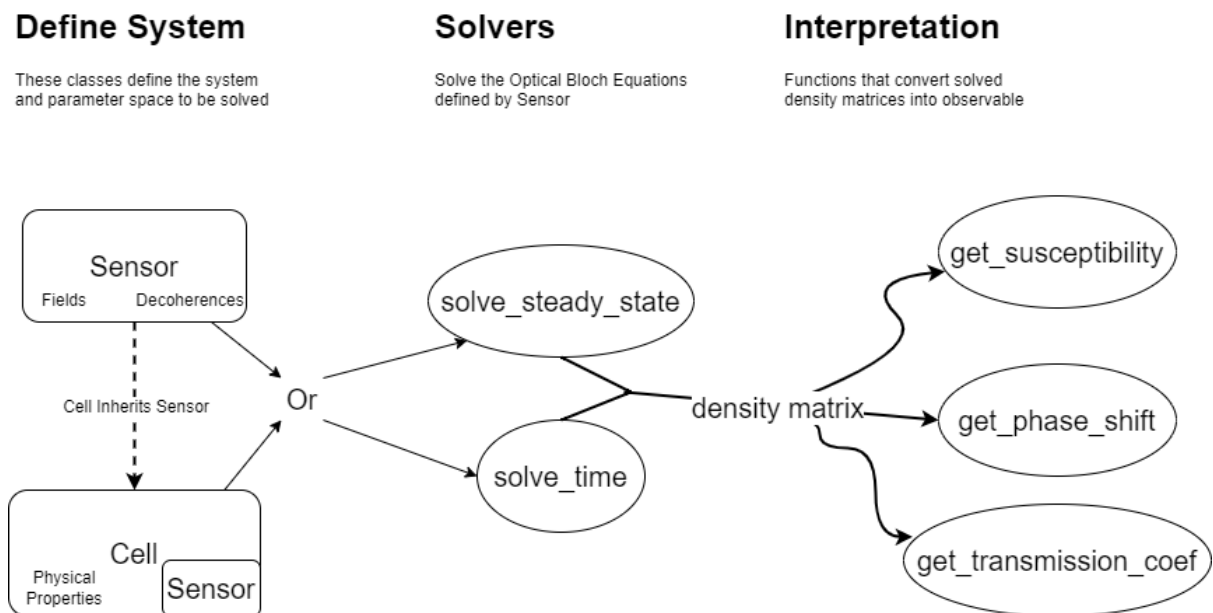 Define System
These classes define the system
and parameter space to be solved
Solvers
Solve the Optical Bloch Equations
defined by Sensor
Interpretation
Functions that convert solved
density matrices into observable
Sensor
Fields
Decoherences
Cell Inherits Sensor
Cell
Physical
Properties
Sensor
Or
solve_steady_state
solve_time
density matrix
get_susceptibility
get_phase_shift
get_transmission_coef